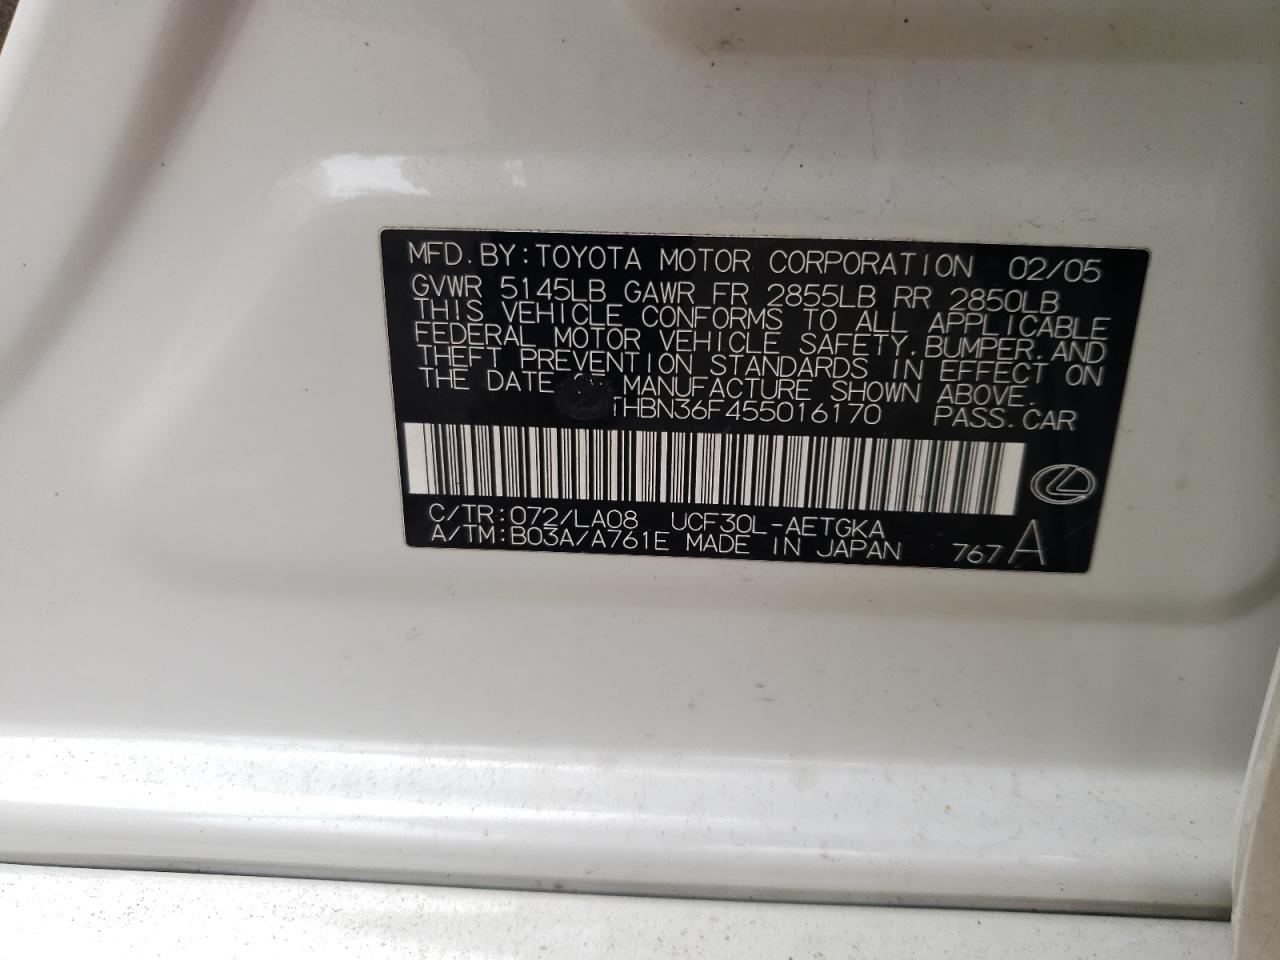 MFD.BY:TOYOTA MOTOR CORPORATION 02/05
GVWR 5145LB GAWR FR 2855LB RR 2850LB
THIS VEHICLE CONFORMS TO ALL APPLICABLE
FEDERAL MOTOR VEHICLE SAFETY,BUMPER,AND
THEFT PREVENTION STANDARDS IN EFFECT ON
THE DATE MANUFACTURE SHOWN ABOVE.
THBN36F455016170 PASS.CAR
C/TR:072/LA08 UCF30L-AETGKA
A/TM:B03A/A761E MADE IN JAPAN 767 A